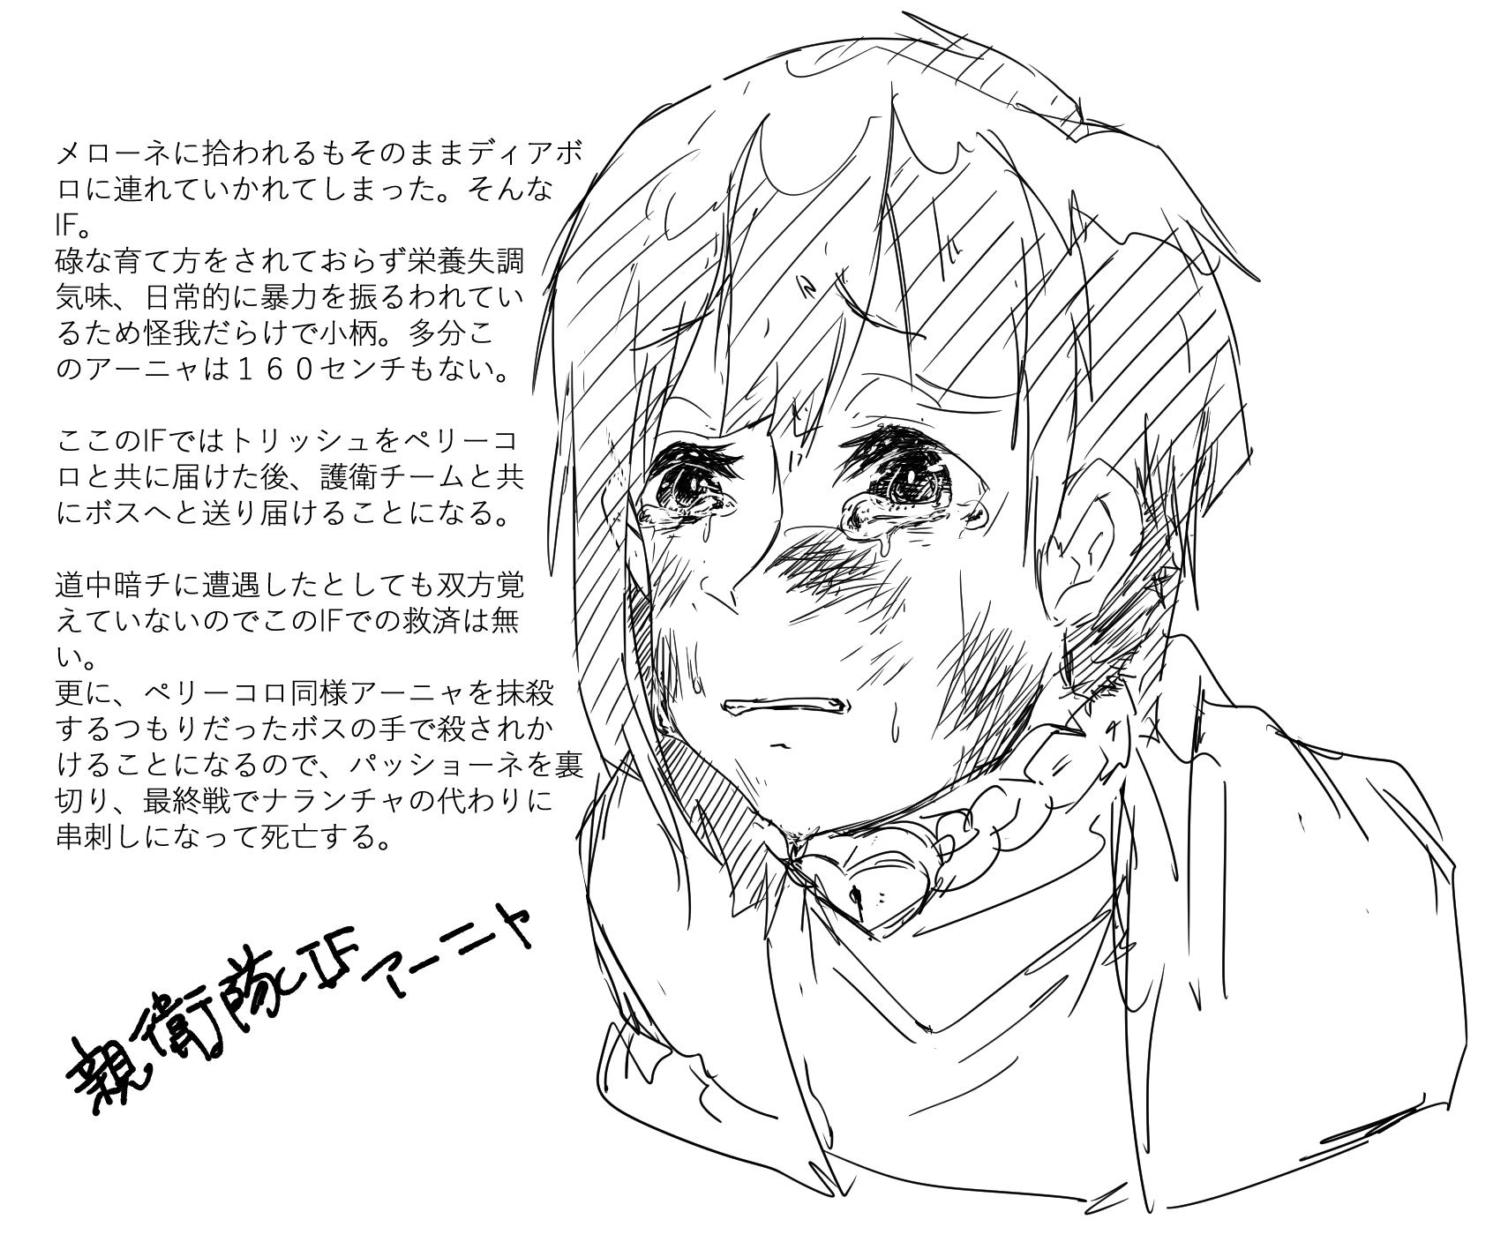 メローネに拾われるもそのままディアボ
ロに連れていかれてしまった。そんな
IF。
碌な育て方をされておらず栄養失調
気味、日常的に暴力を振るわれてい
るため怪我だらけで小柄。多分こ
のアーニャは１６０センチもない。
ここのIFではトリッシュをペリーコ
ロと共に届けた後、護衛チームと共
にボスへと送り届けることになる。
道中暗チに遭遇したとしても双方覚
えていないのでこのIFでの救済は無
い。
更に、ペリーコロ同様アーニャを抹殺
するつもりだったボスの手で殺されか
けることになるので、パッショーネを裏
切り、最終戦でナランチャの代わりに
串刺しになって死亡する。
親衛隊IFアーニャ